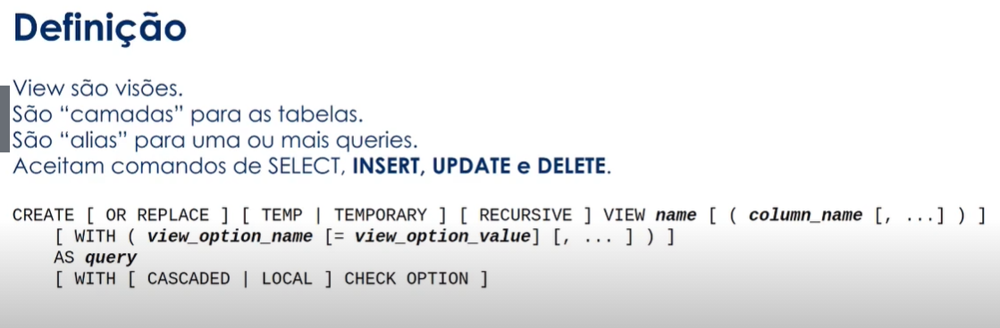 Definição
View são visões.
São “camadas” para as tabelas.
São “alias” para uma ou mais queries.
Aceitam comandos de SELECT, INSERT, UPDATE e DELETE.
CREATE [ OR REPLACE ] [ TEMP | TEMPORARY ] [ RECURSIVE ] VIEW name [ ( column_name [, ...] ) ]
[ WITH ( view_option_name [= view_option_value] [, ... ] ) ]
AS query
[ WITH [ CASCADED | LOCAL ] CHECK OPTION ]